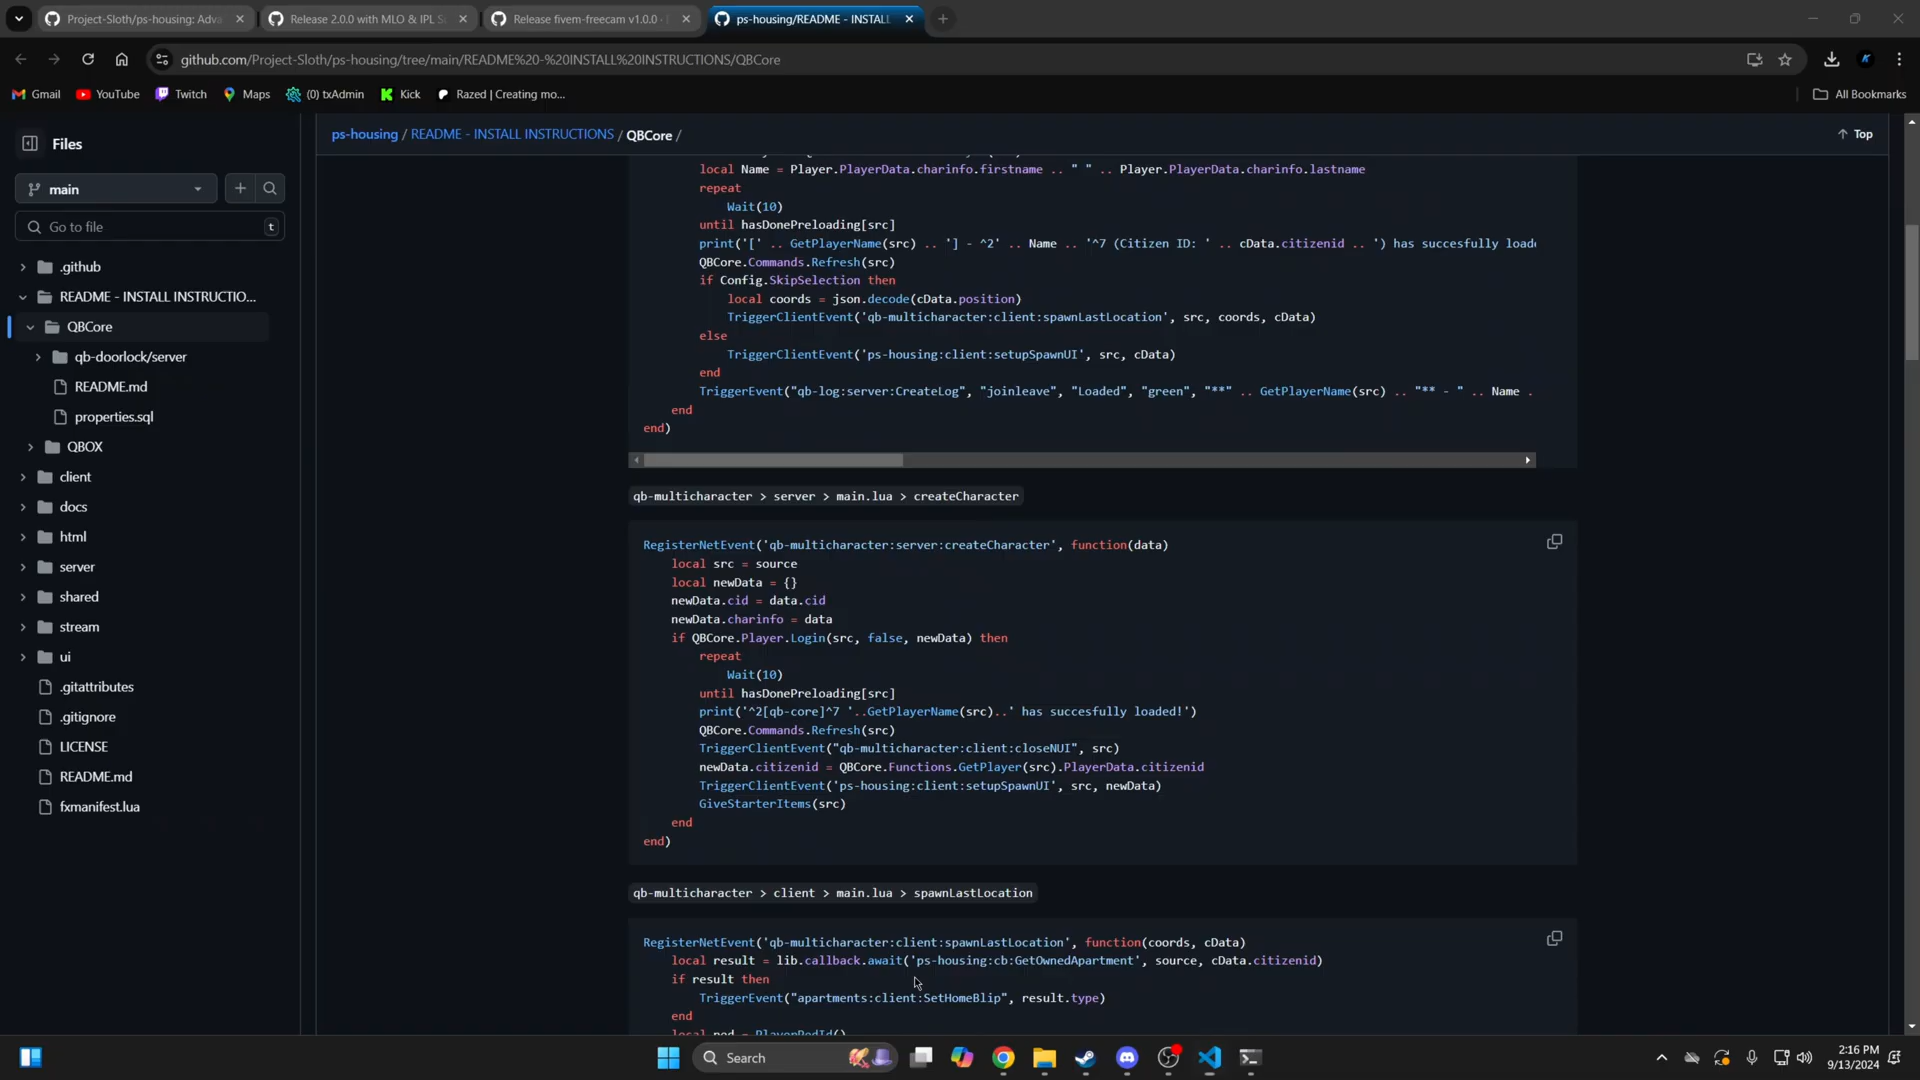 Project-Sloth/ps-housing: Adva
Release 2.0.0 with MLO & IPL S
Release fivem-freecam v1.0.0 ·
ps-housing/README - INSTALL
github.com/Project-Sloth/ps-housing/tree/main/README%20-%20INSTALL%20INSTRUCTIONS/QBCore
Gmail
YouTube
Twitch
Maps
(0) txAdmin
Kick
Razed | Creating mo...
All Bookmarks
Files
ps-housing / README - INSTALL INSTRUCTIONS / QBCore /
Top
main
Go to file
t
.github
README - INSTALL INSTRUCTIO...
QBCore
qb-doorlock/server
README.md
properties.sql
QBOX
client
docs
html
server
shared
stream
ui
.gitattributes
.gitignore
LICENSE
README.md
fxmanifest.lua
local Name = Player.PlayerData.charinfo.firstname .. " " .. Player.PlayerData.charinfo.lastname
repeat
Wait(10)
until hasDonePreloading[src]
print('[' .. GetPlayerName(src) .. '] - ^2' .. Name .. '^7 (Citizen ID: ' .. cData.citizenid .. ') has succesfully load
QBCore.Commands.Refresh(src)
if Config.SkipSelection then
local coords = json.decode(cData.position)
TriggerClientEvent('qb-multicharacter:client:spawnLastLocation', src, coords, cData)
else
TriggerClientEvent('ps-housing:client:setupSpawnUI', src, cData)
end
TriggerEvent("qb-log:server:CreateLog", "joinleave", "Loaded", "green", "**" .. GetPlayerName(src) .. "** - " .. Name .
end
end)
qb-multicharacter > server > main.lua > createCharacter
RegisterNetEvent('qb-multicharacter:server:createCharacter', function(data)
local src = source
local newData = {}
newData.cid = data.cid
newData.charinfo = data
if QBCore.Player.Login(src, false, newData) then
repeat
Wait(10)
until hasDonePreloading[src]
print('^2[qb-core]^7 '..GetPlayerName(src)..' has succesfully loaded!')
QBCore.Commands.Refresh(src)
TriggerClientEvent("qb-multicharacter:client:closeNUI", src)
newData.citizenid = QBCore.Functions.GetPlayer(src).PlayerData.citizenid
TriggerClientEvent('ps-housing:client:setupSpawnUI', src, newData)
GiveStarterItems(src)
end
end)
qb-multicharacter > client > main.lua > spawnLastLocation
RegisterNetEvent('qb-multicharacter:client:spawnLastLocation', function(coords, cData)
local result = lib.callback.await('ps-housing:cb:GetOwnedApartment', source, cData.citizenid)
if result then
TriggerEvent("apartments:client:SetHomeBlip", result.type)
end
local ped = PlayerPedId()
Search
2:16 PM
9/13/2024